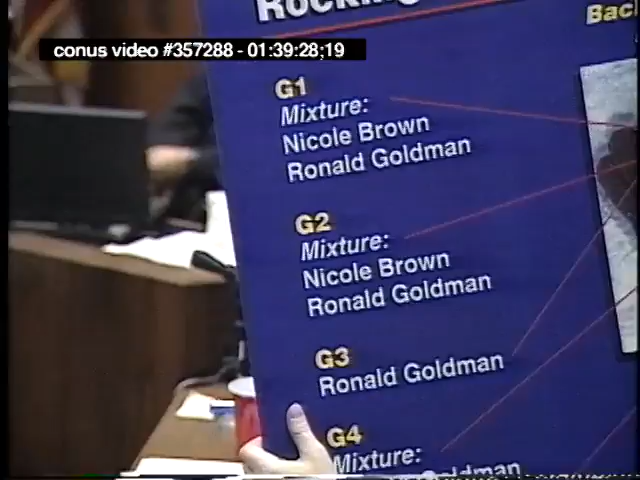 conus video #357288 - 01:39:28;19
G1
Mixture:
Nicole Brown
Ronald Goldman
G2
Mixture:
Nicole Brown
Ronald Goldman
G3
Ronald Goldman
G4
Mixture: